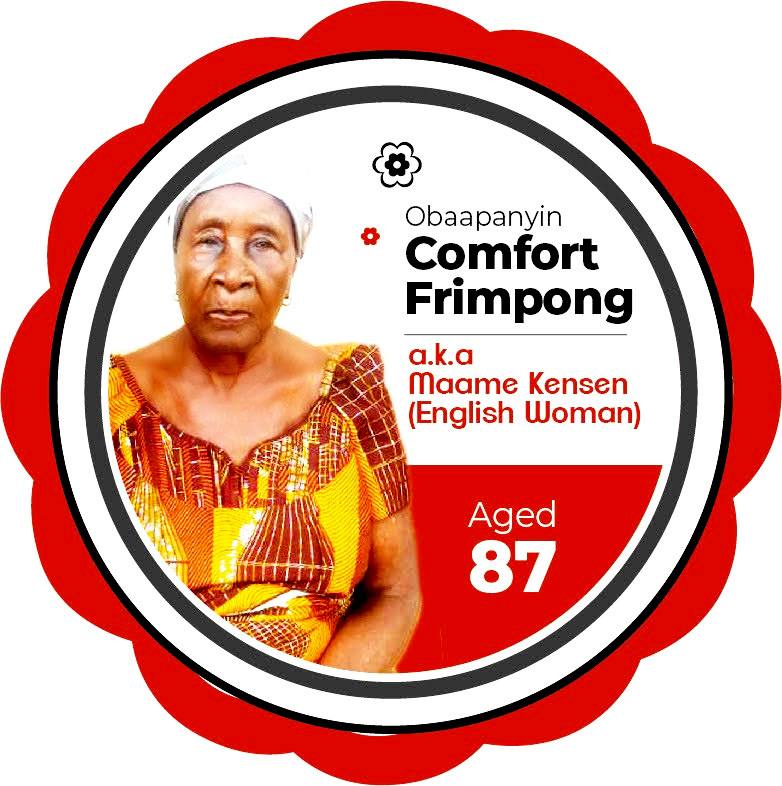 Obaapanyin
Comfort
Frimpong
a.k.a
Maame Kensen
(English Woman)
Aged
87